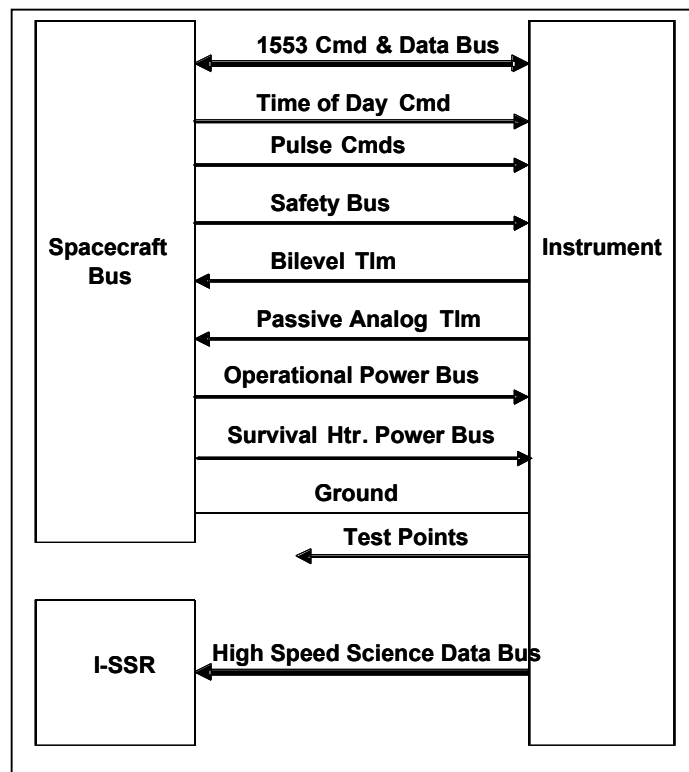 1553 Cmd & Data Bus
Time of Day Cmd
Pulse Cmds
Safety Bus
Spacecraft
Bus
Instrument
Bilevel Tlm
Passive Analog Tlm
Operational Power Bus
Survival Htr. Power Bus
Ground
Test Points
I-SSR
High Speed Science Data Bus